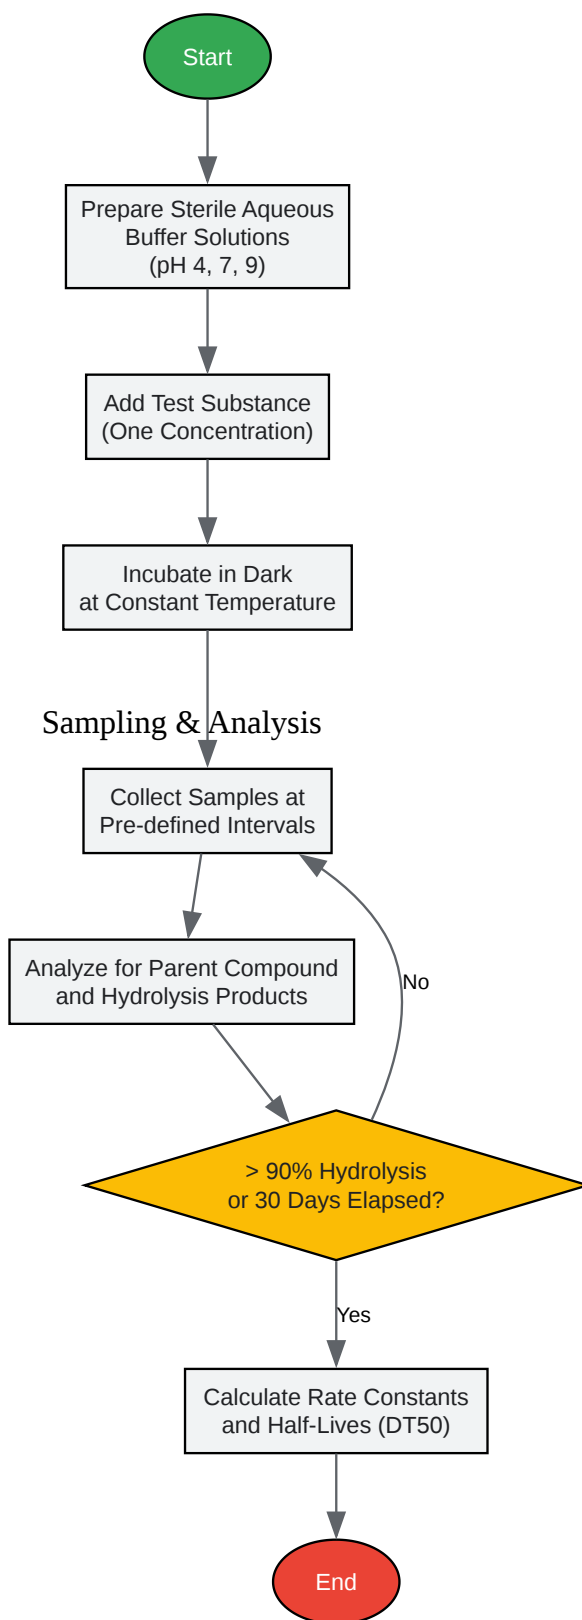 Start
Prepare Sterile Aqueous
Buffer Solutions
(pH 4, 7, 9)
Add Test Substance
(One Concentration)
Incubate in Dark
at Constant Temperature
Sampling & Analysis
Collect Samples at
Pre-defined Intervals
Analyze for Parent Compound
and Hydrolysis Products
No
> 90% Hydrolysis
or 30 Days Elapsed?
Yes
Calculate Rate Constants
and Half-Lives (DT50)
End